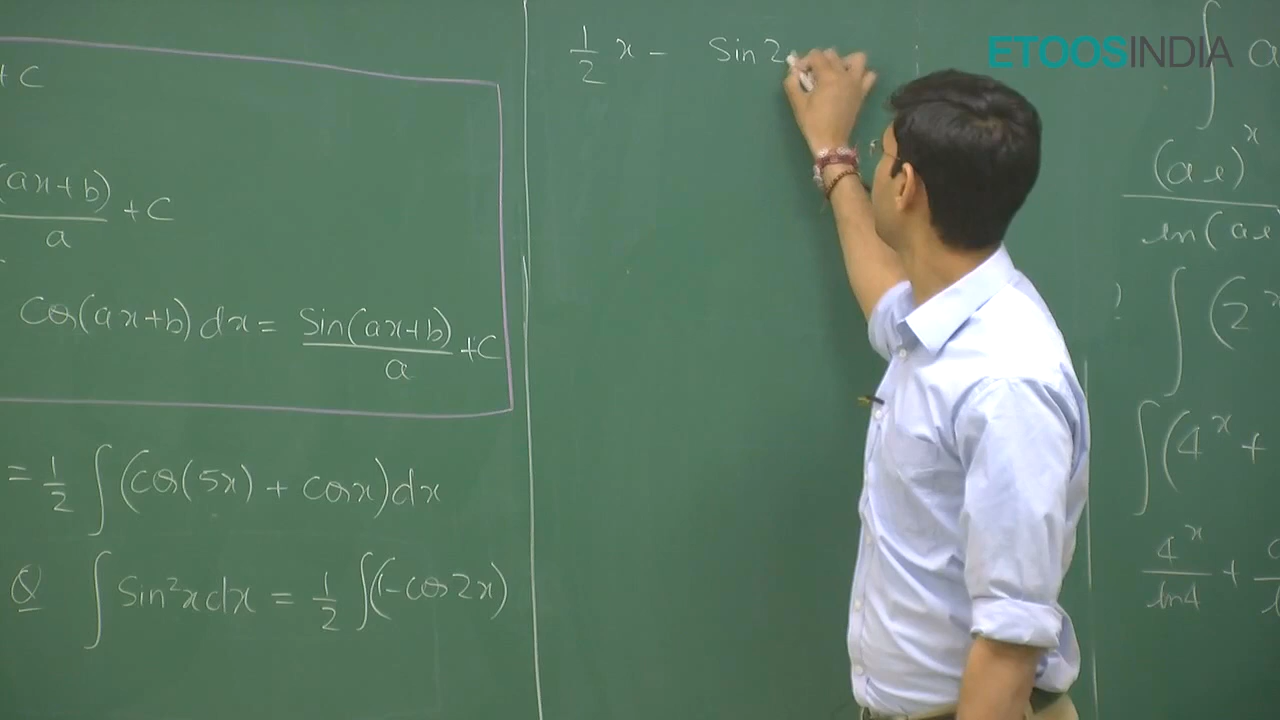 + C
(ax+b)/a + C
Cos(ax+b) dx = Sin(ax+b)/a + C
= 1/2 ∫ (Cos(5x) + Cosx) dx
Q ∫ Sin²x dx = 1/2 ∫(1-cos2x)
1/2 x - Sin 2
ETOOSINDIA
∫ a
(ae)^x
ln(ae
∫ (2^x
∫ (4^x +
4^x/ln4 +